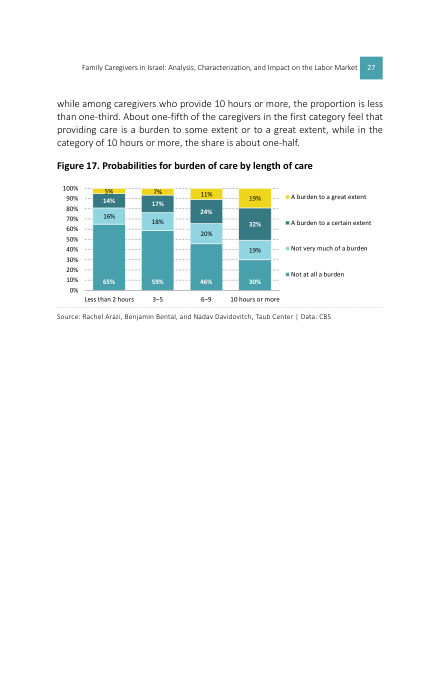 Family Caregivers in Israel: Analysis, Characterization, and Impact on the Labor Market 27
while among caregivers who provide 10 hours or more, the proportion is less
than one-third. About one-fifth of the caregivers in the first category feel that
providing care is a burden to some extent or to a great extent, while in the
category of 10 hours or more, the share is about one-half.
Figure 17. Probabilities for burden of care by length of care
100%
90%
80%
70%
60%
50%
40%
30%
20%
10%
0%
5% 7% 11% 19%
14% 17% 24% 32%
16% 18% 20% 19%
65% 59% 46% 30%
Less than 2 hours 3–5 6–9 10 hours or more
A burden to a great extent
A burden to a certain extent
Not very much of a burden
Not at all a burden
Source: Rachel Arazi, Benjamin Bental, and Nadav Davidovitch, Taub Center | Data: CBS